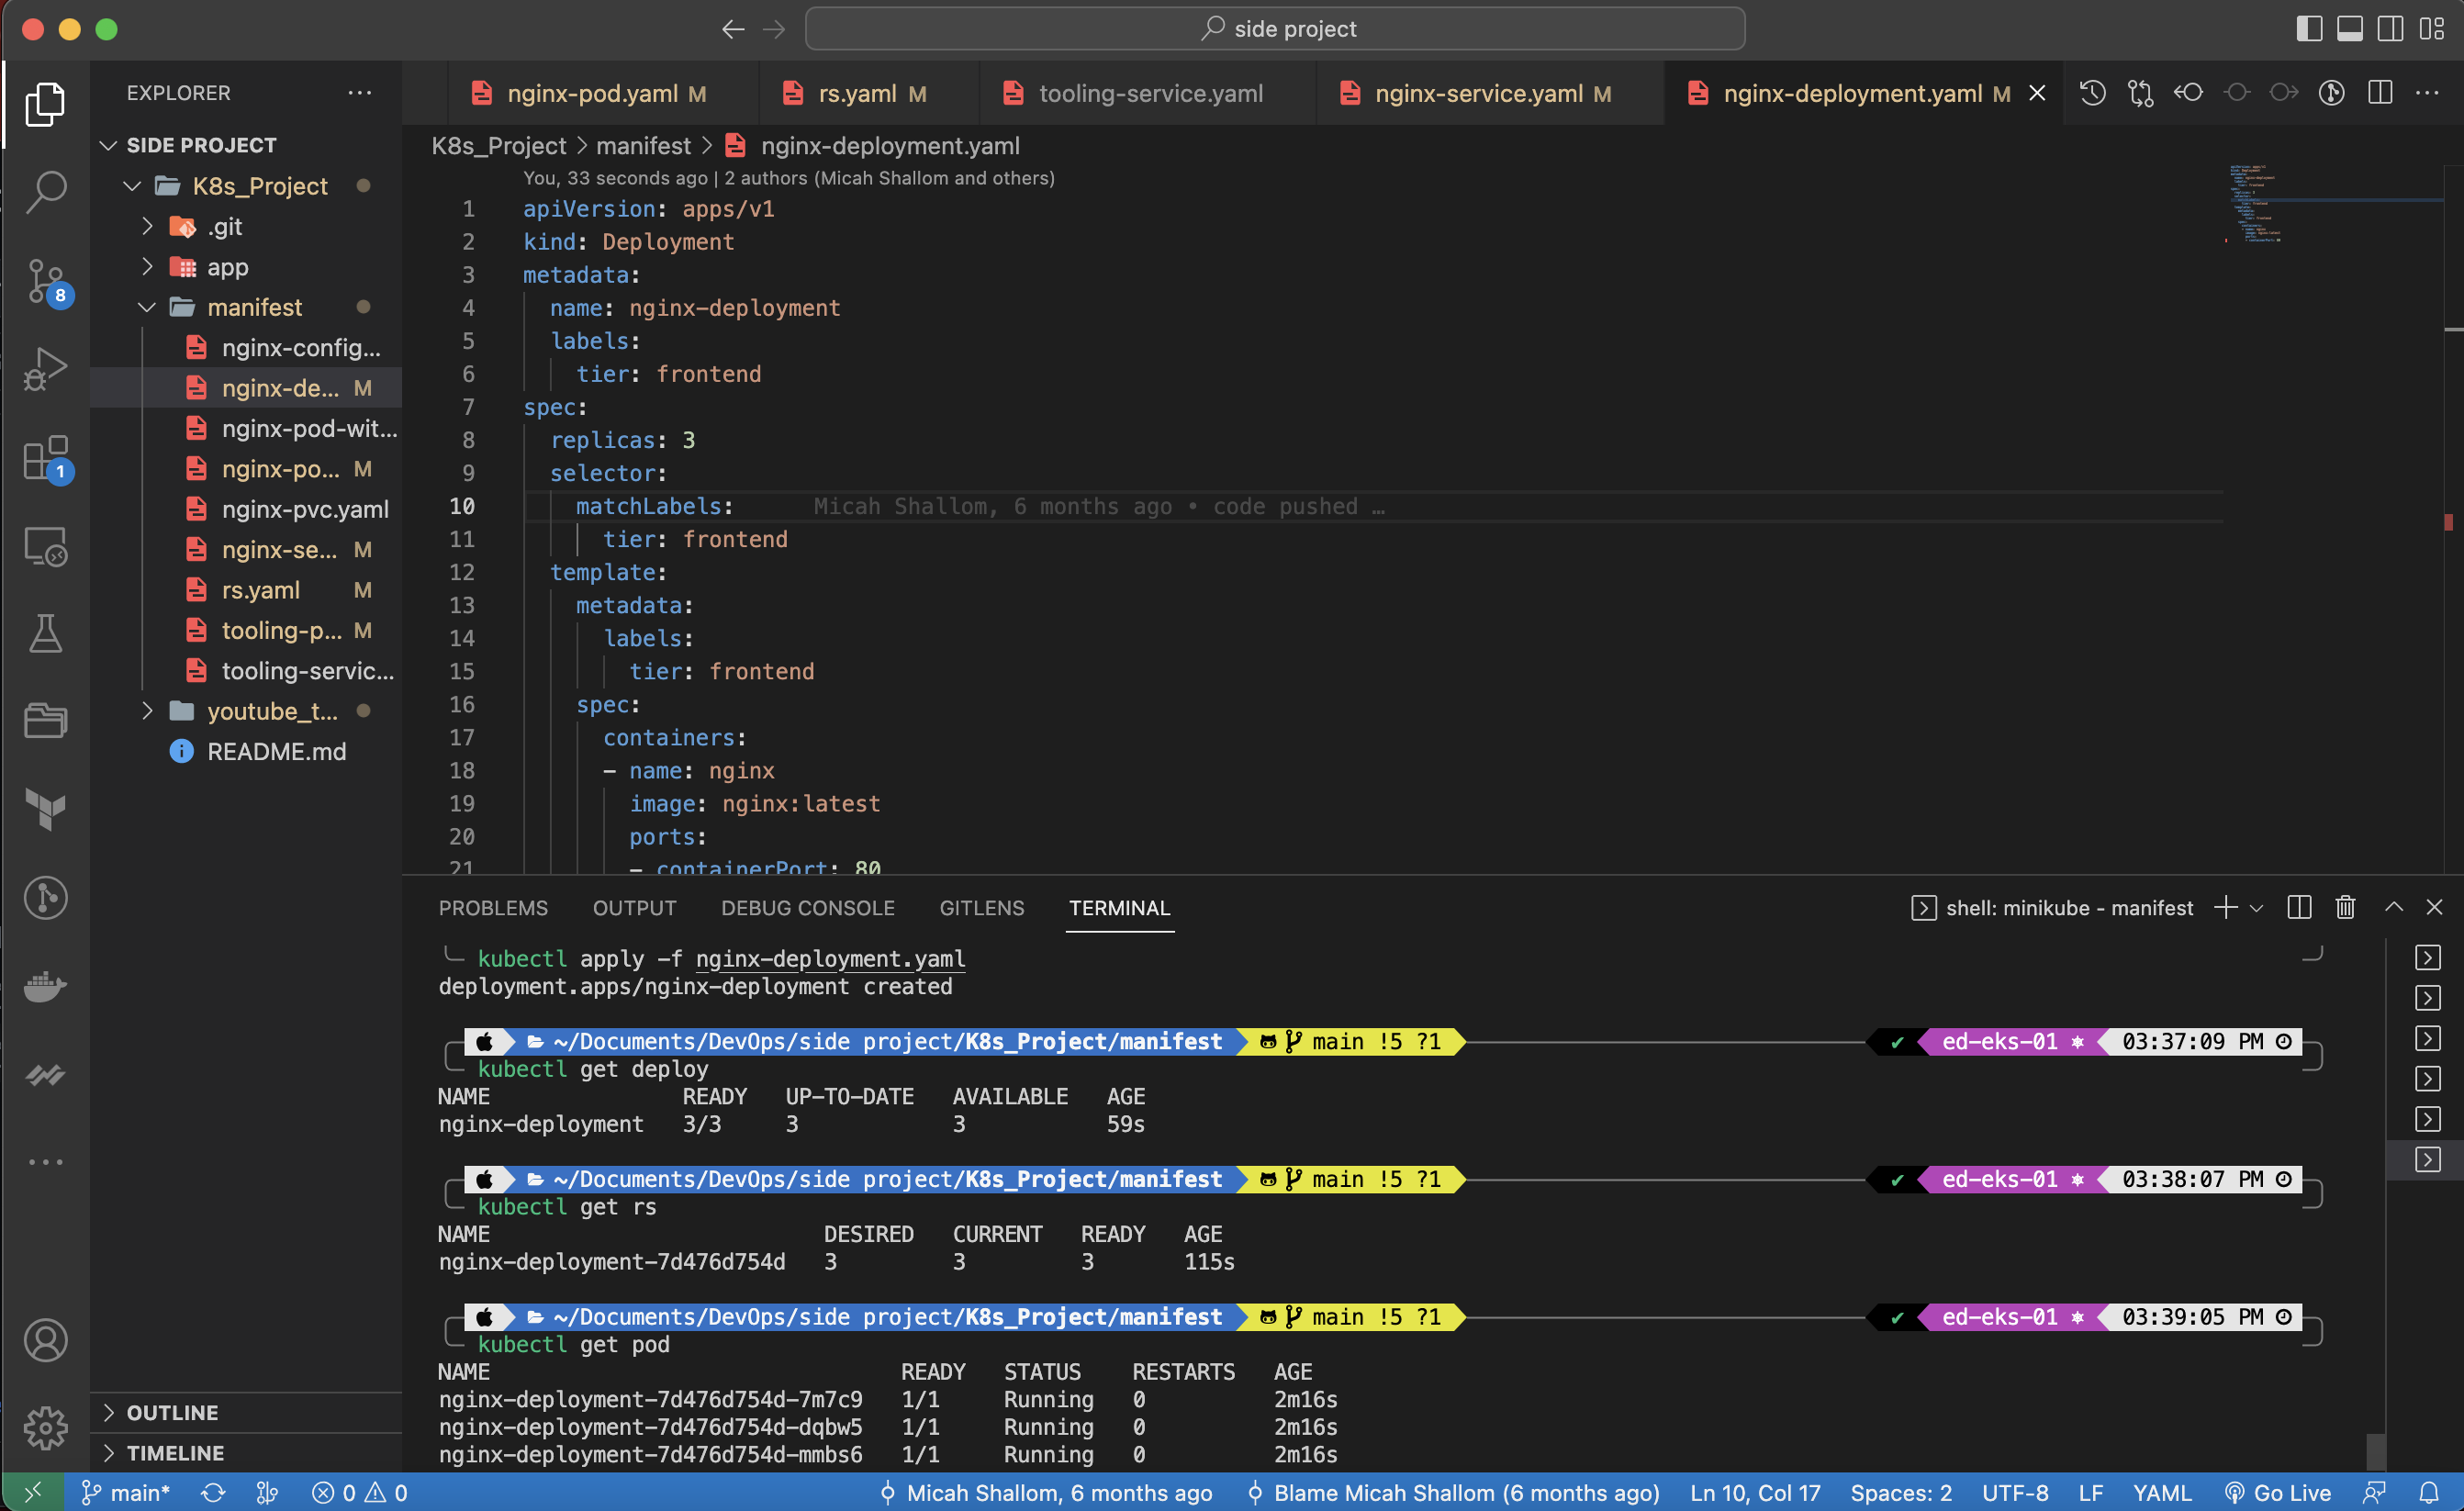 side project
EXPLORER
SIDE PROJECT
K8s_Project
.git
app
manifest
nginx-config...
nginx-de... M
nginx-pod-wit...
nginx-po... M
nginx-pvc.yaml
nginx-se... M
rs.yaml M
tooling-p... M
tooling-servic...
youtube_t...
README.md
OUTLINE
TIMELINE
8
1
nginx-pod.yaml M
rs.yaml M
tooling-service.yaml
nginx-service.yaml M
nginx-deployment.yaml M
K8s_Project > manifest > nginx-deployment.yaml
You, 33 seconds ago | 2 authors (Micah Shallom and others)
1 apiVersion: apps/v1
2 kind: Deployment
3 metadata:
4 name: nginx-deployment
5 labels:
6 tier: frontend
7 spec:
8 replicas: 3
9 selector:
10 matchLabels: Micah Shallom, 6 months ago • code pushed …
11 tier: frontend
12 template:
13 metadata:
14 labels:
15 tier: frontend
16 spec:
17 containers:
18 - name: nginx
19 image: nginx:latest
20 ports:
21 - containerPort: 80
PROBLEMS OUTPUT DEBUG CONSOLE GITLENS TERMINAL
shell: minikube - manifest
kubectl apply -f nginx-deployment.yaml
deployment.apps/nginx-deployment created
~/Documents/DevOps/side project/K8s_Project/manifest main !5 ?1 ✔ ed-eks-01 03:37:09 PM
kubectl get deploy
NAME READY UP-TO-DATE AVAILABLE AGE
nginx-deployment 3/3 3 3 59s
~/Documents/DevOps/side project/K8s_Project/manifest main !5 ?1 ✔ ed-eks-01 03:38:07 PM
kubectl get rs
NAME DESIRED CURRENT READY AGE
nginx-deployment-7d476d754d 3 3 3 115s
~/Documents/DevOps/side project/K8s_Project/manifest main !5 ?1 ✔ ed-eks-01 03:39:05 PM
kubectl get pod
NAME READY STATUS RESTARTS AGE
nginx-deployment-7d476d754d-7m7c9 1/1 Running 0 2m16s
nginx-deployment-7d476d754d-dqbw5 1/1 Running 0 2m16s
nginx-deployment-7d476d754d-mmbs6 1/1 Running 0 2m16s
main* 0 0 Micah Shallom, 6 months ago Blame Micah Shallom (6 months ago) Ln 10, Col 17 Spaces: 2 UTF-8 LF YAML Go Live